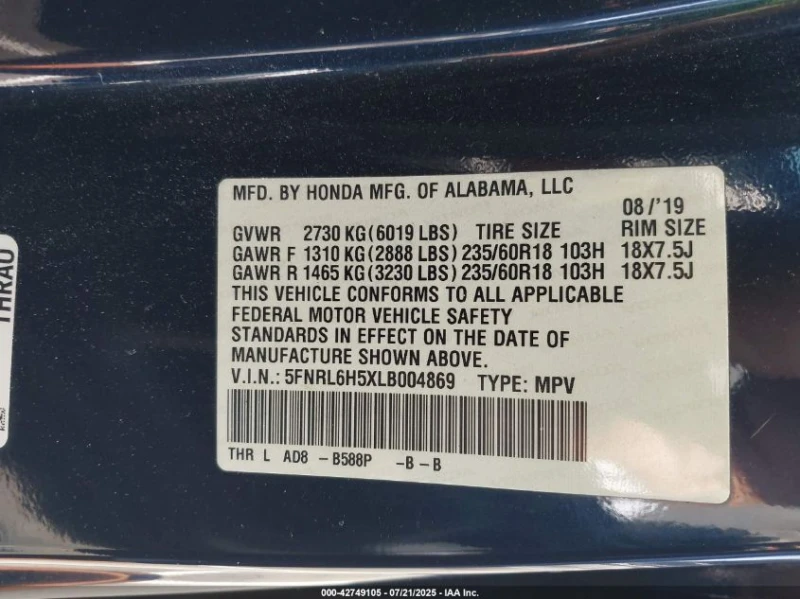 MFD. BY HONDA MFG. OF ALABAMA, LLC
08/'19
GVWR 2730 KG(6019 LBS) TIRE SIZE RIM SIZE
GAWR F 1310 KG(2888 LBS) 235/60R18 103H 18X7.5J
GAWR R 1465 KG(3230 LBS) 235/60R18 103H 18X7.5J
THIS VEHICLE CONFORMS TO ALL APPLICABLE
FEDERAL MOTOR VEHICLE SAFETY
STANDARDS IN EFFECT ON THE DATE OF
MANUFACTURE SHOWN ABOVE.
V.I.N.: 5FNRL6H5XLB004869 TYPE: MPV
THR L AD8 -B588P -B-B
THRAU
000-42749105 - 07/21/2025 - IAA Inc.